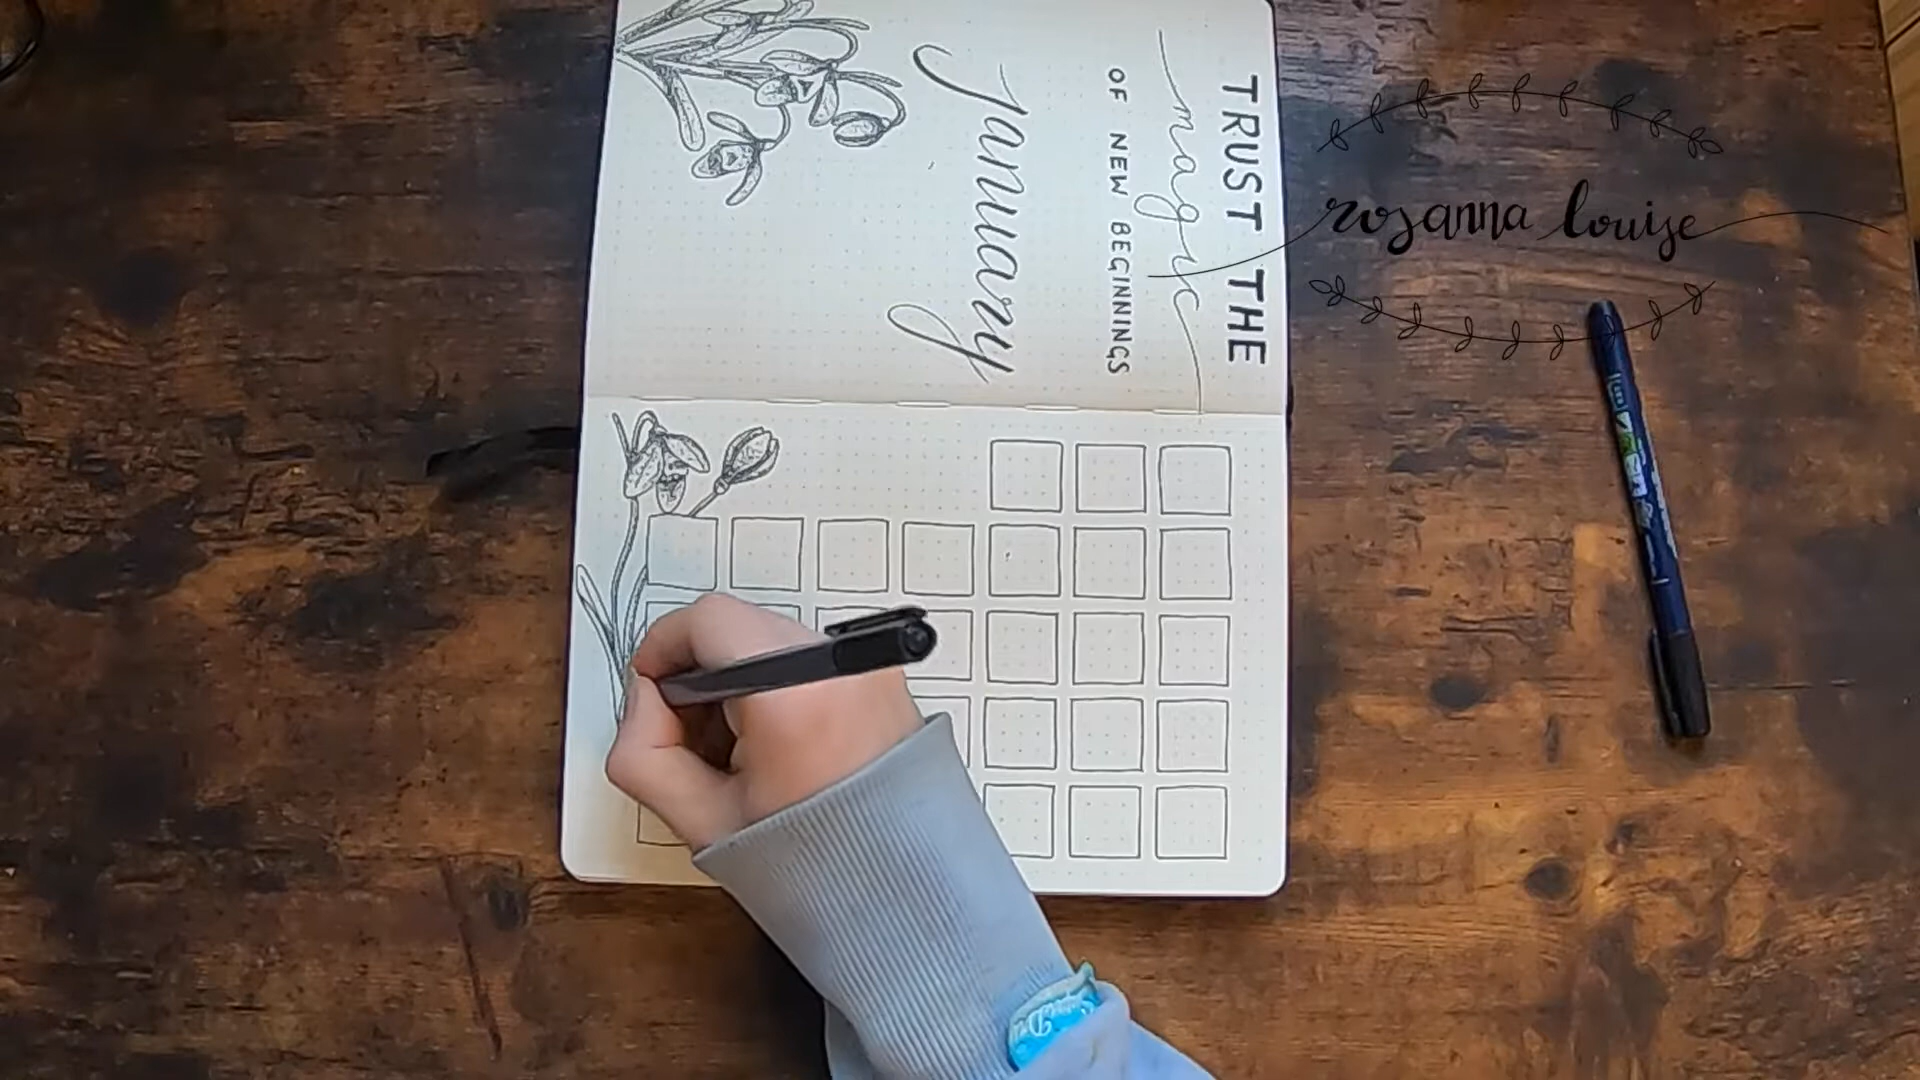 TRUST THE
magic
OF NEW BEGINNINGS
January
rosanna louise